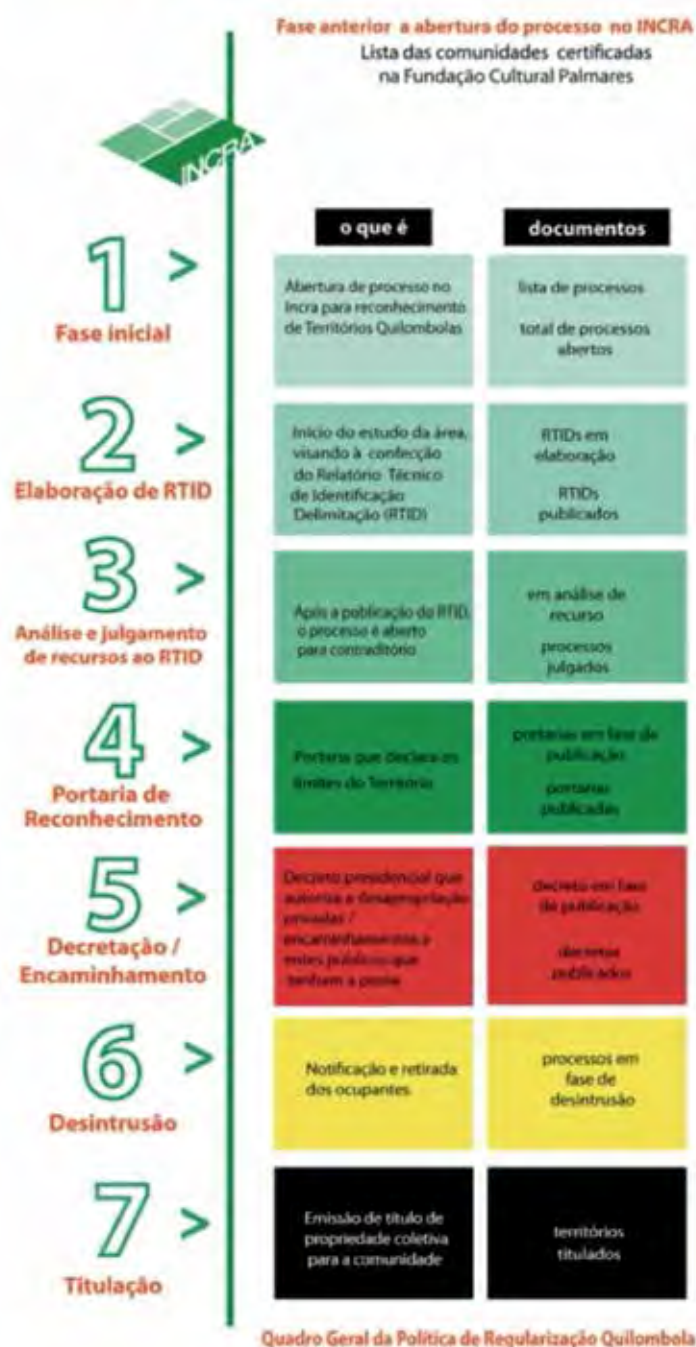 Fase anterior a abertura do processo no INCRA
Lista das comunidades certificadas
na Fundação Cultural Palmares
INCRA
o que é
documentos
1 >
Fase inicial
Abertura de processo no
Incra para reconhecimento
de Territórios Quilombolas
lista de processos
total de processos
abertos
2 >
Elaboração de RTID
Início do estudo da área,
visando à confecção
do Relatório Técnico
de Identificação
Delimitação (RTID)
RTIDs em
elaboração
RTIDs
publicados
3 >
Análise e julgamento
de recursos ao RTID
Após a publicação do RTID,
o processo é aberto
para contraditório
em análise de
recurso
processos
julgados
4 >
Portaria de
Reconhecimento
Portaria que declara os
limites do Território
portarias em fase de
publicação
portarias
publicadas
5 >
Decretação /
Encaminhamento
Decreto presidencial que
autoriza a desapropriação
privadas /
encaminhamentos a
entes públicos que
tenham a posse
decreto em fase
de publicação
decretos
publicados
6 >
Desintrusão
Notificação e retirada
dos ocupantes
processos em
fase de
desintrusão
7 >
Titulação
Emissão de título de
propriedade coletiva
para a comunidade
territórios
titulados
Quadro Geral da Política de Regularização Quilombola